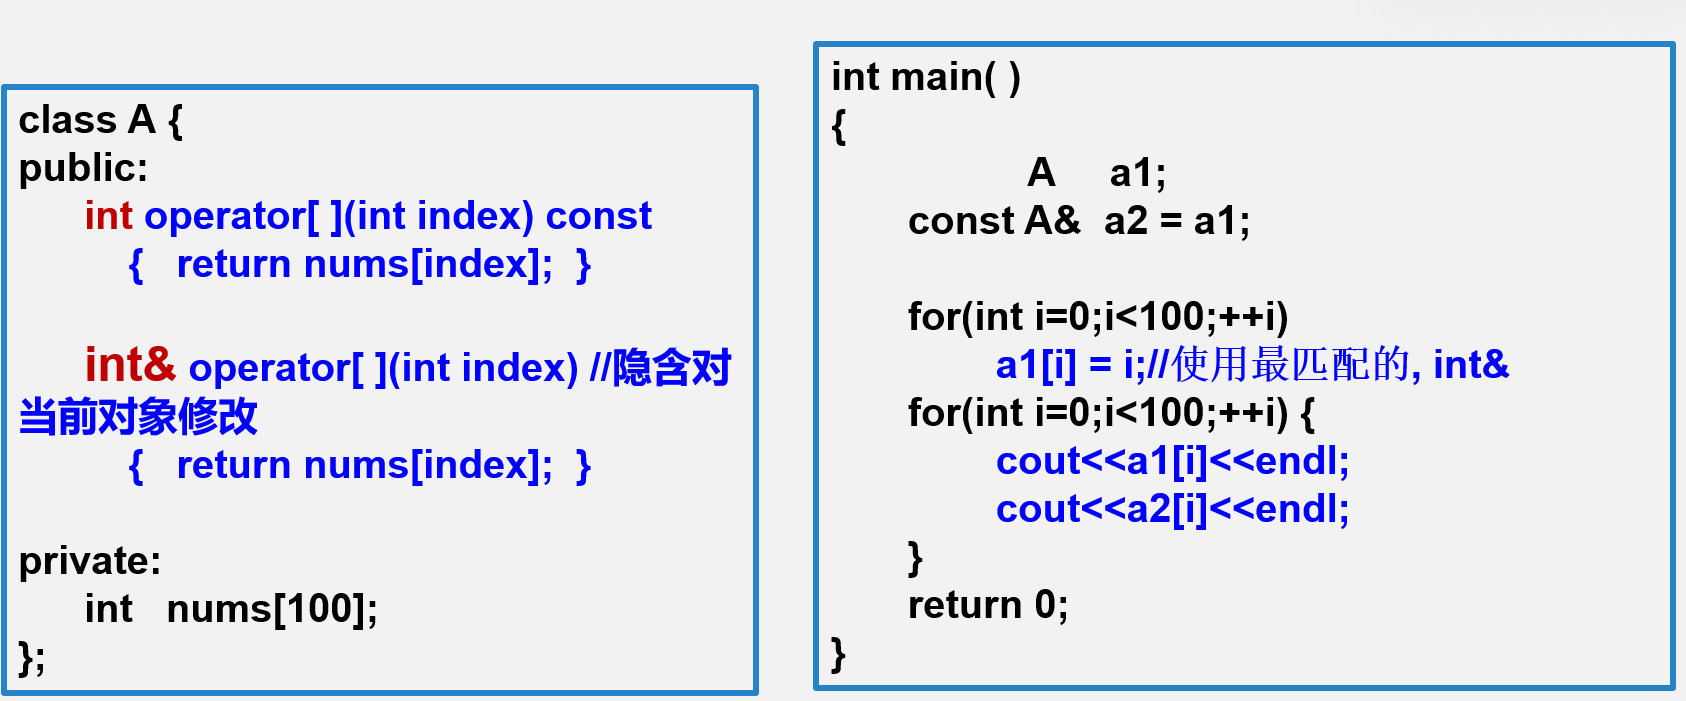 class A {
public:
int operator[ ](int index) const
{ return nums[index]; }
int& operator[ ](int index) //隐含对
当前对象修改
{ return nums[index]; }
private:
int nums[100];
};
int main( )
{
A a1;
const A& a2 = a1;
for(int i=0;i<100;++i)
a1[i] = i;//使用最匹配的, int&
for(int i=0;i<100;++i) {
cout<<a1[i]<<endl;
cout<<a2[i]<<endl;
}
return 0;
}